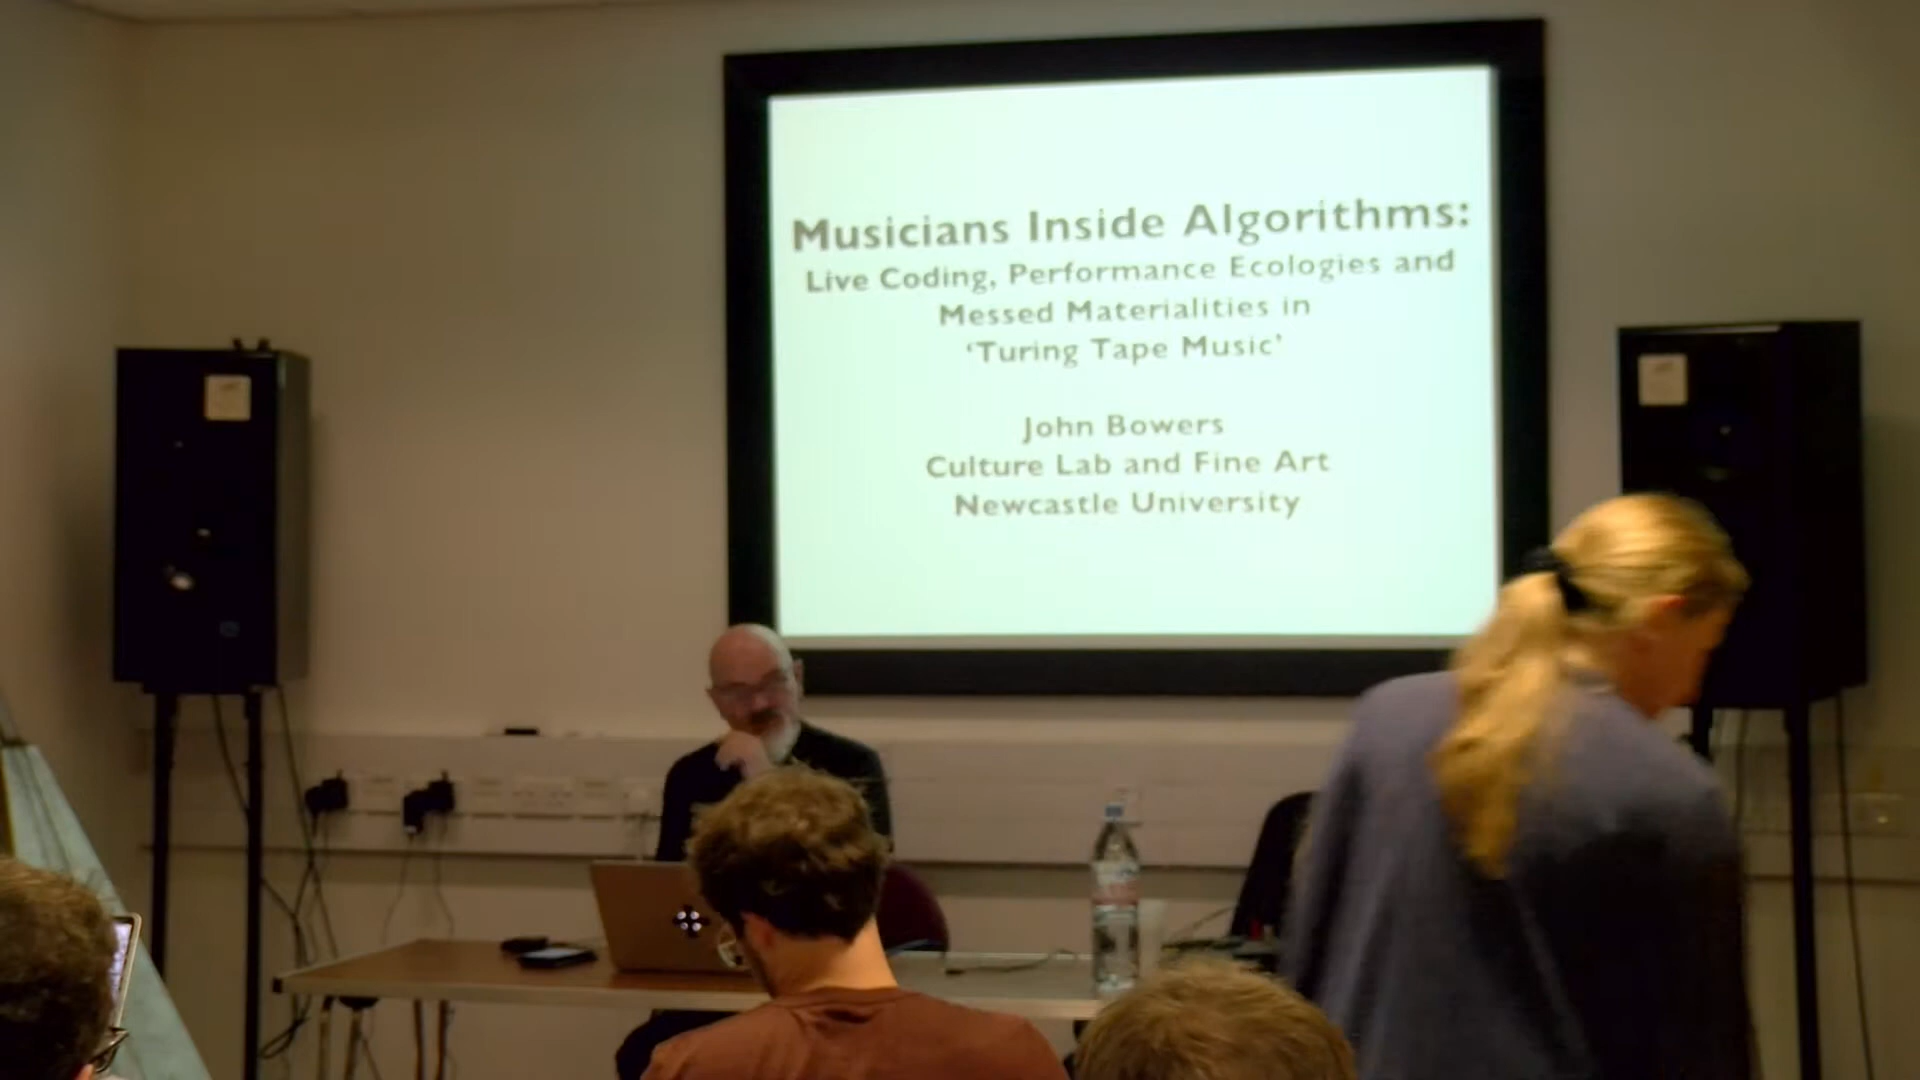 Musicians Inside Algorithms:
Live Coding, Performance Ecologies and
Messed Materialities in
‘Turing Tape Music’
John Bowers
Culture Lab and Fine Art
Newcastle University